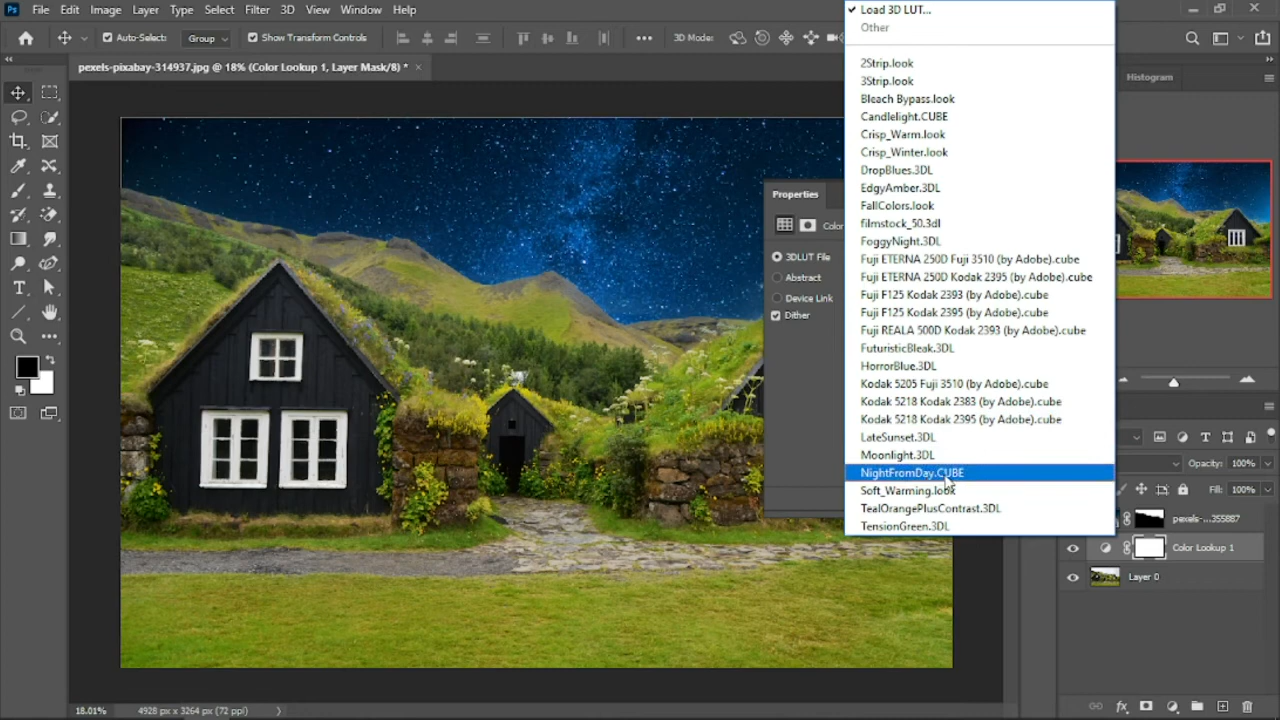 Ps File Edit Image Layer Type Select Filter 3D View Window Help
Auto-Select: Group Show Transform Controls 3D Mode:
pexels-pixabay-314937.jpg @ 18% (Color Lookup 1, Layer Mask/8) * ×
Load 3D LUT...
Other
2Strip.look
3Strip.look
Bleach Bypass.look
Candlelight.CUBE
Crisp_Warm.look
Crisp_Winter.look
DropBlues.3DL
EdgyAmber.3DL
FallColors.look
filmstock_50.3dl
FoggyNight.3DL
Fuji ETERNA 250D Fuji 3510 (by Adobe).cube
Fuji ETERNA 250D Kodak 2395 (by Adobe).cube
Fuji F125 Kodak 2393 (by Adobe).cube
Fuji F125 Kodak 2395 (by Adobe).cube
Fuji REALA 500D Kodak 2393 (by Adobe).cube
FuturisticBleak.3DL
HorrorBlue.3DL
Kodak 5205 Fuji 3510 (by Adobe).cube
Kodak 5218 Kodak 2383 (by Adobe).cube
Kodak 5218 Kodak 2395 (by Adobe).cube
LateSunset.3DL
Moonlight.3DL
NightFromDay.CUBE
Soft_Warming.look
TealOrangePlusContrast.3DL
TensionGreen.3DL
Properties
Color
3DLUT File
Abstract
Device Link
Dither
Histogram
Opacity: 100%
Fill: 100%
pexels-...355887
Color Lookup 1
Layer 0
18.01% 4928 px x 3264 px (72 ppi)